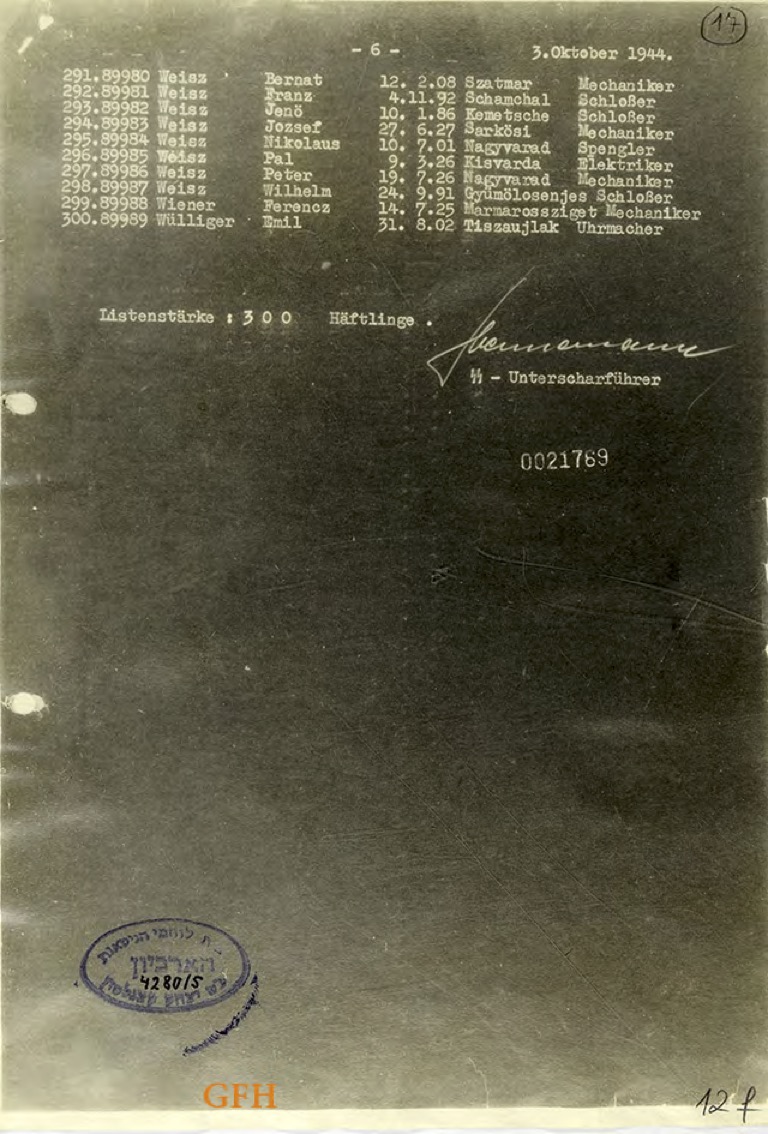 17
- 6 - 3.Oktober 1944.
291.89980 Weisz Bernat 12. 2.08 Szatmar Mechaniker
292.89981 Weisz Franz 4.11.92 Schamchal Schloßer
293.89982 Weisz Jenö 10. 1.86 Kemetsche Schloßer
294.89983 Weisz Jozsef 27. 6.27 Sarkösi Mechaniker
295.89984 Weisz Nikolaus 10. 7.01 Nagyvarad Spengler
296.89985 Weisz Pal 9. 3.26 Kisvarda Elektriker
297.89986 Weisz Peter 19. 7.26 Nagyvarad Mechaniker
298.89987 Weisz Wilhelm 24. 9.91 Gyümölosenjes Schloßer
299.89988 Wiener Ferencz 14. 7.25 Marmarossziget Mechaniker
300.89989 Wülliger Emil 31. 8.02 Tiszaujlak Uhrmacher
Listenstärke : 3 0 0 Häftlinge .
ϟϟ - Unterscharführer
0021769
ת לוחמי הגיטאות
הארכיון
4280/5
GFH
12 f